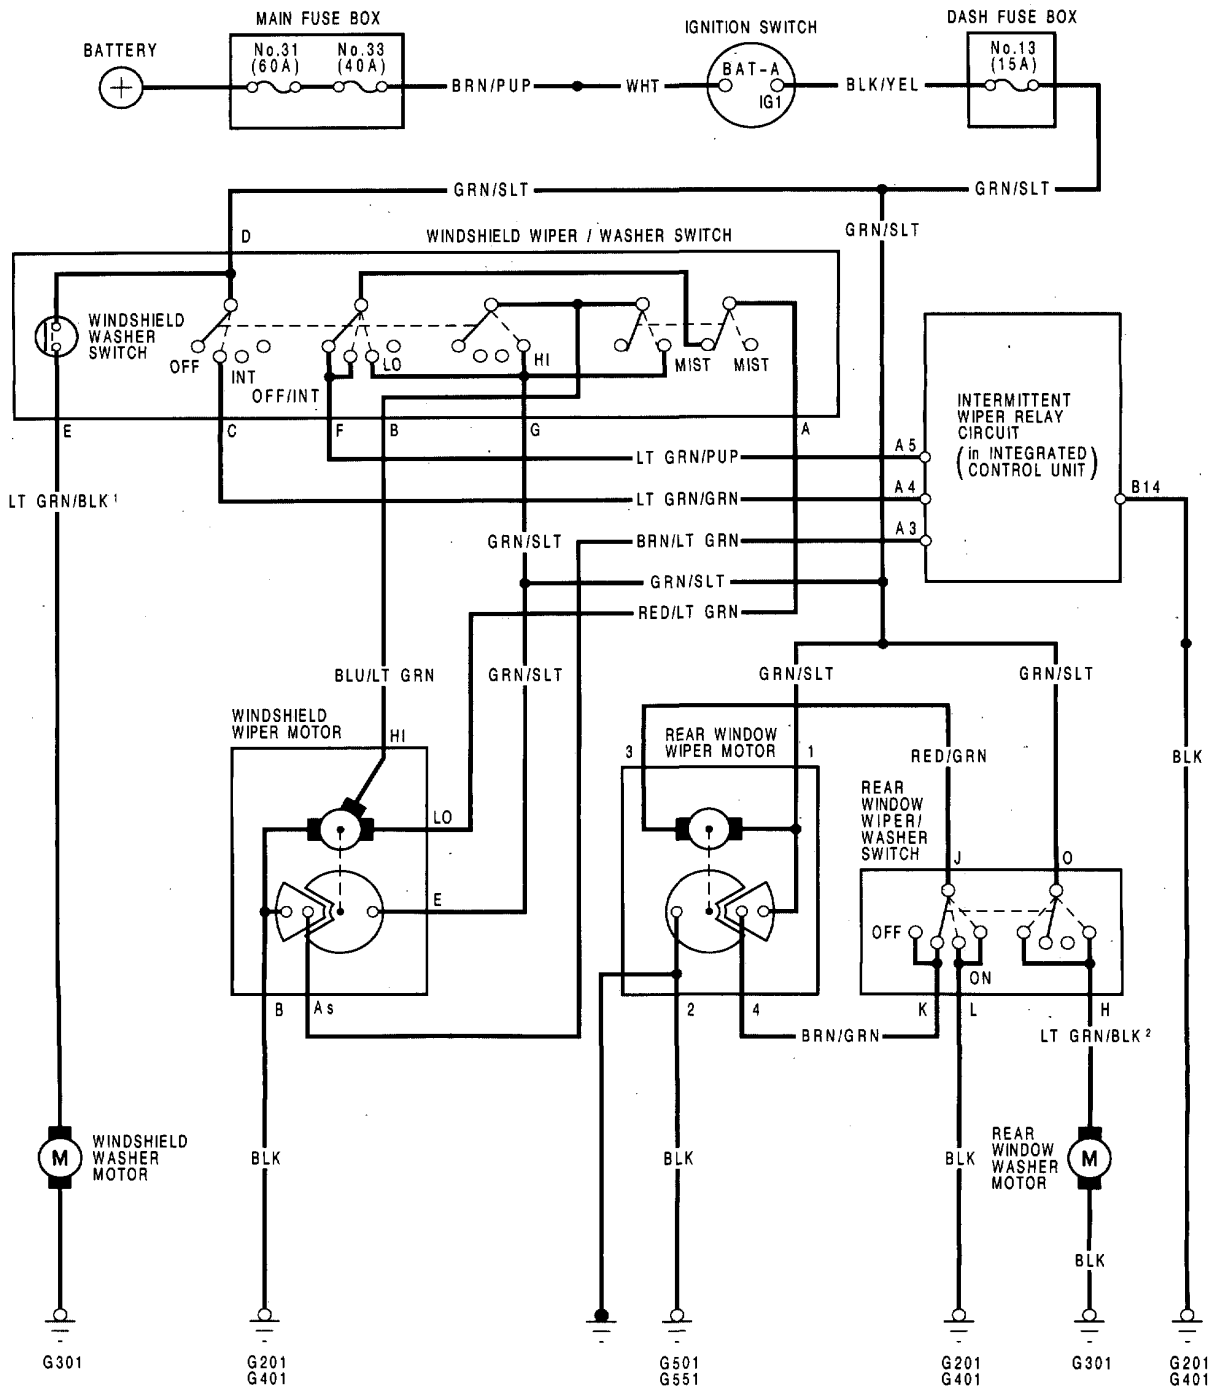 MAIN FUSE BOX
IGNITION SWITCH
DASH FUSE BOX
BATTERY
No.31
(60A)
No.33
(40A)
No.13
(15A)
BAT-A
IG1
BRN/PUP
WHT
BLK/YEL
GRN/SLT
GRN/SLT
GRN/SLT
D
WINDSHIELD WIPER / WASHER SWITCH
WINDSHIELD
WASHER
SWITCH
OFF
INT
OFF/INT
LO
HI
MIST
MIST
E
C
F
B
G
A
INTERMITTENT
WIPER RELAY
CIRCUIT
(in INTEGRATED
CONTROL UNIT)
A5
A4
A3
B14
LT GRN/PUP
LT GRN/GRN
BRN/LT GRN
GRN/SLT
RED/LT GRN
LT GRN/BLK 1
GRN/SLT
BLU/LT GRN
GRN/SLT
GRN/SLT
GRN/SLT
WINDSHIELD
WIPER MOTOR
HI
LO
E
B
As
REAR WINDOW
WIPER MOTOR
3
1
2
4
RED/GRN
BLK
REAR
WINDOW
WIPER/
WASHER
SWITCH
J
O
OFF
ON
K
L
H
BRN/GRN
LT GRN/BLK 2
WINDSHIELD
WASHER
MOTOR
M
BLK
BLK
BLK
REAR
WINDOW
WASHER
MOTOR
M
BLK
G301
G201
G401
G501
G551
G201
G401
G301
G201
G401